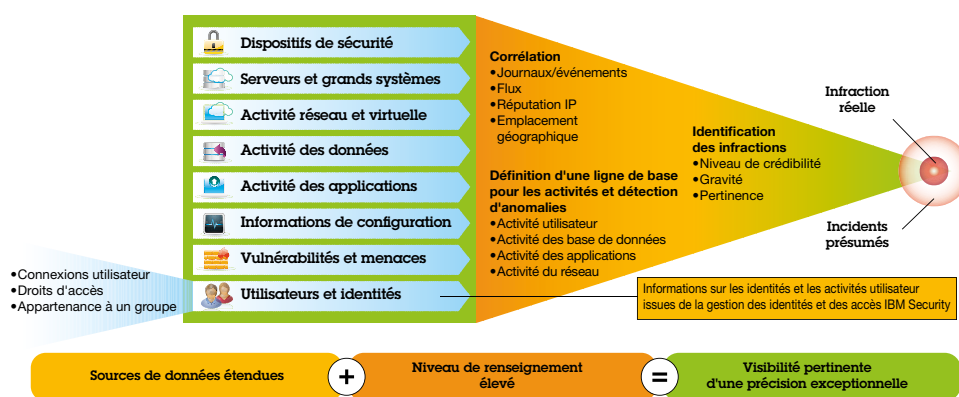 Dispositifs de sécurité
Serveurs et grands systèmes
Activité réseau et virtuelle
Activité des données
Activité des applications
Informations de configuration
Vulnérabilités et menaces
Utilisateurs et identités
•Connexions utilisateur
•Droits d'accès
•Appartenance à un groupe
Corrélation
•Journaux/événements
•Flux
•Réputation IP
•Emplacement
géographique
Définition d'une ligne de base
pour les activités et détection
d'anomalies
•Activité utilisateur
•Activité des base de données
•Activité des applications
•Activité du réseau
Identification
des infractions
•Niveau de crédibilité
•Gravité
•Pertinence
Infraction
réelle
Incidents
présumés
Informations sur les identités et les activités utilisateur
issues de la gestion des identités et des accès IBM Security
Sources de données étendues
+
Niveau de renseignement
élevé
=
Visibilité pertinente
d'une précision exceptionnelle